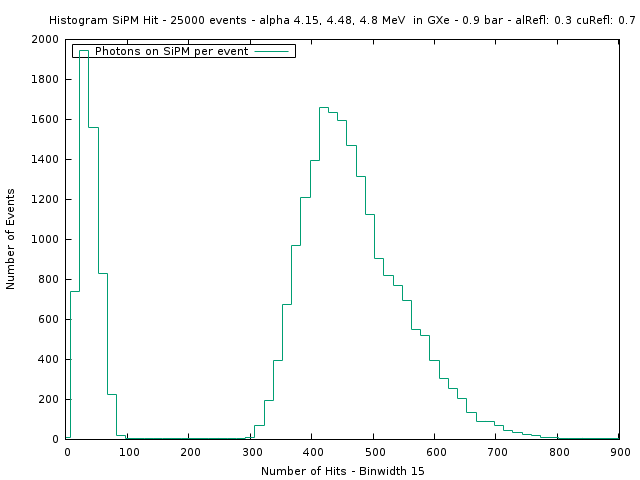 Histogram SiPM Hit - 25000 events - alpha 4.15, 4.48, 4.8 MeV  in GXe - 0.9 bar - alRefl: 0.3 cuRefl: 0.7
Photons on SiPM per event
2000
1800
1600
1400
1200
1000
800
600
400
200
0
Number of Events
0 100 200 300 400 500 600 700 800 900
Number of Hits - Binwidth 15